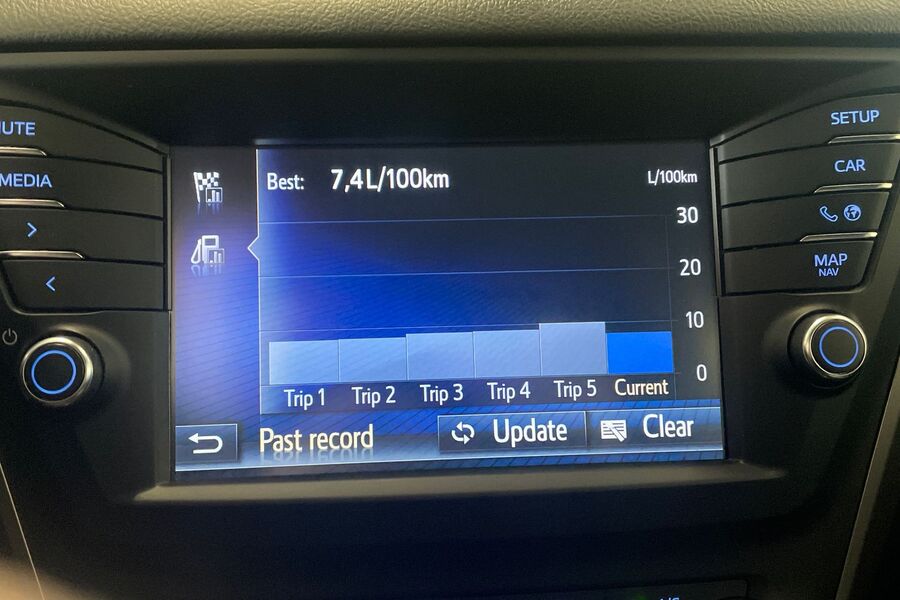 UTE
MEDIA
>
<
Best: 7,4L/100km
L/100km
30
20
10
0
Trip 1 Trip 2 Trip 3 Trip 4 Trip 5 Current
Past record
Update
Clear
SETUP
CAR
MAP
NAV